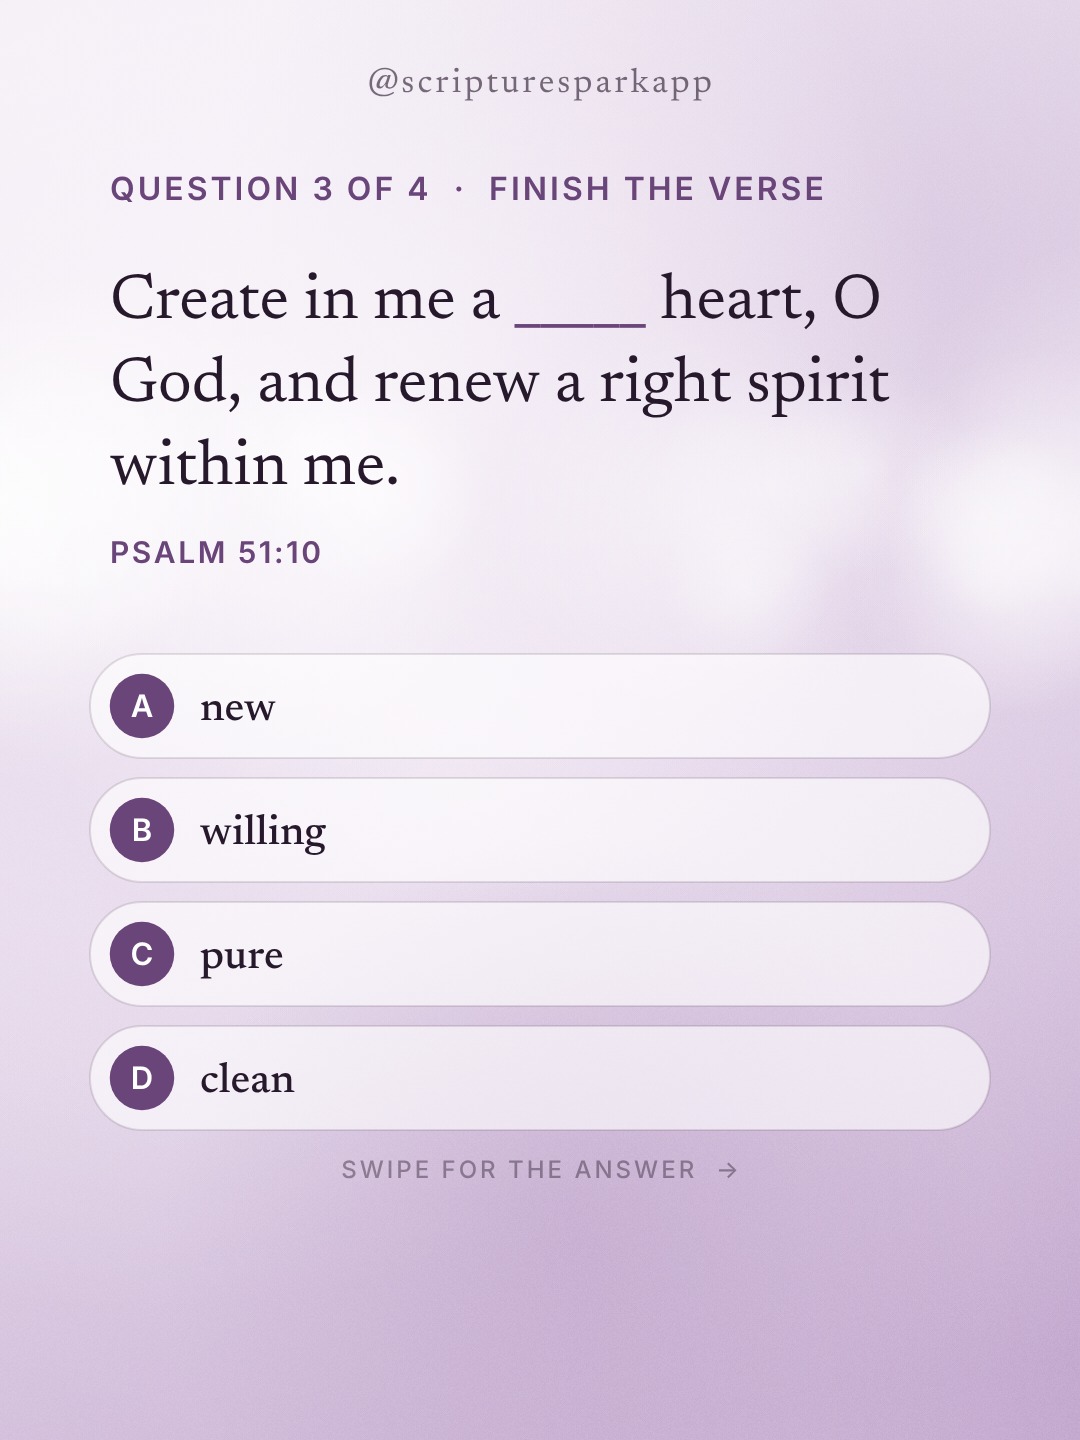 @scripturesparkapp
QUESTION 3 OF 4 · FINISH THE VERSE
Create in me a _____ heart, O
God, and renew a right spirit
within me.
PSALM 51:10
A new
B willing
C pure
D clean
SWIPE FOR THE ANSWER →